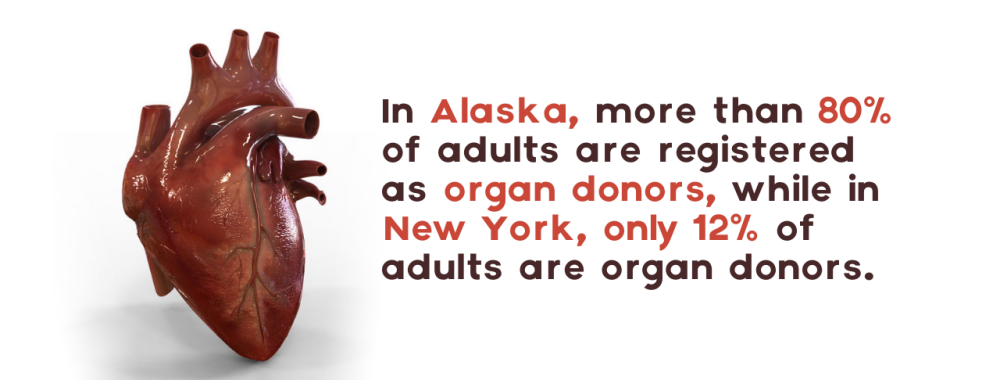 In Alaska, more than 80%
of adults are registered
as organ donors, while in
New York, only 12% of
adults are organ donors.